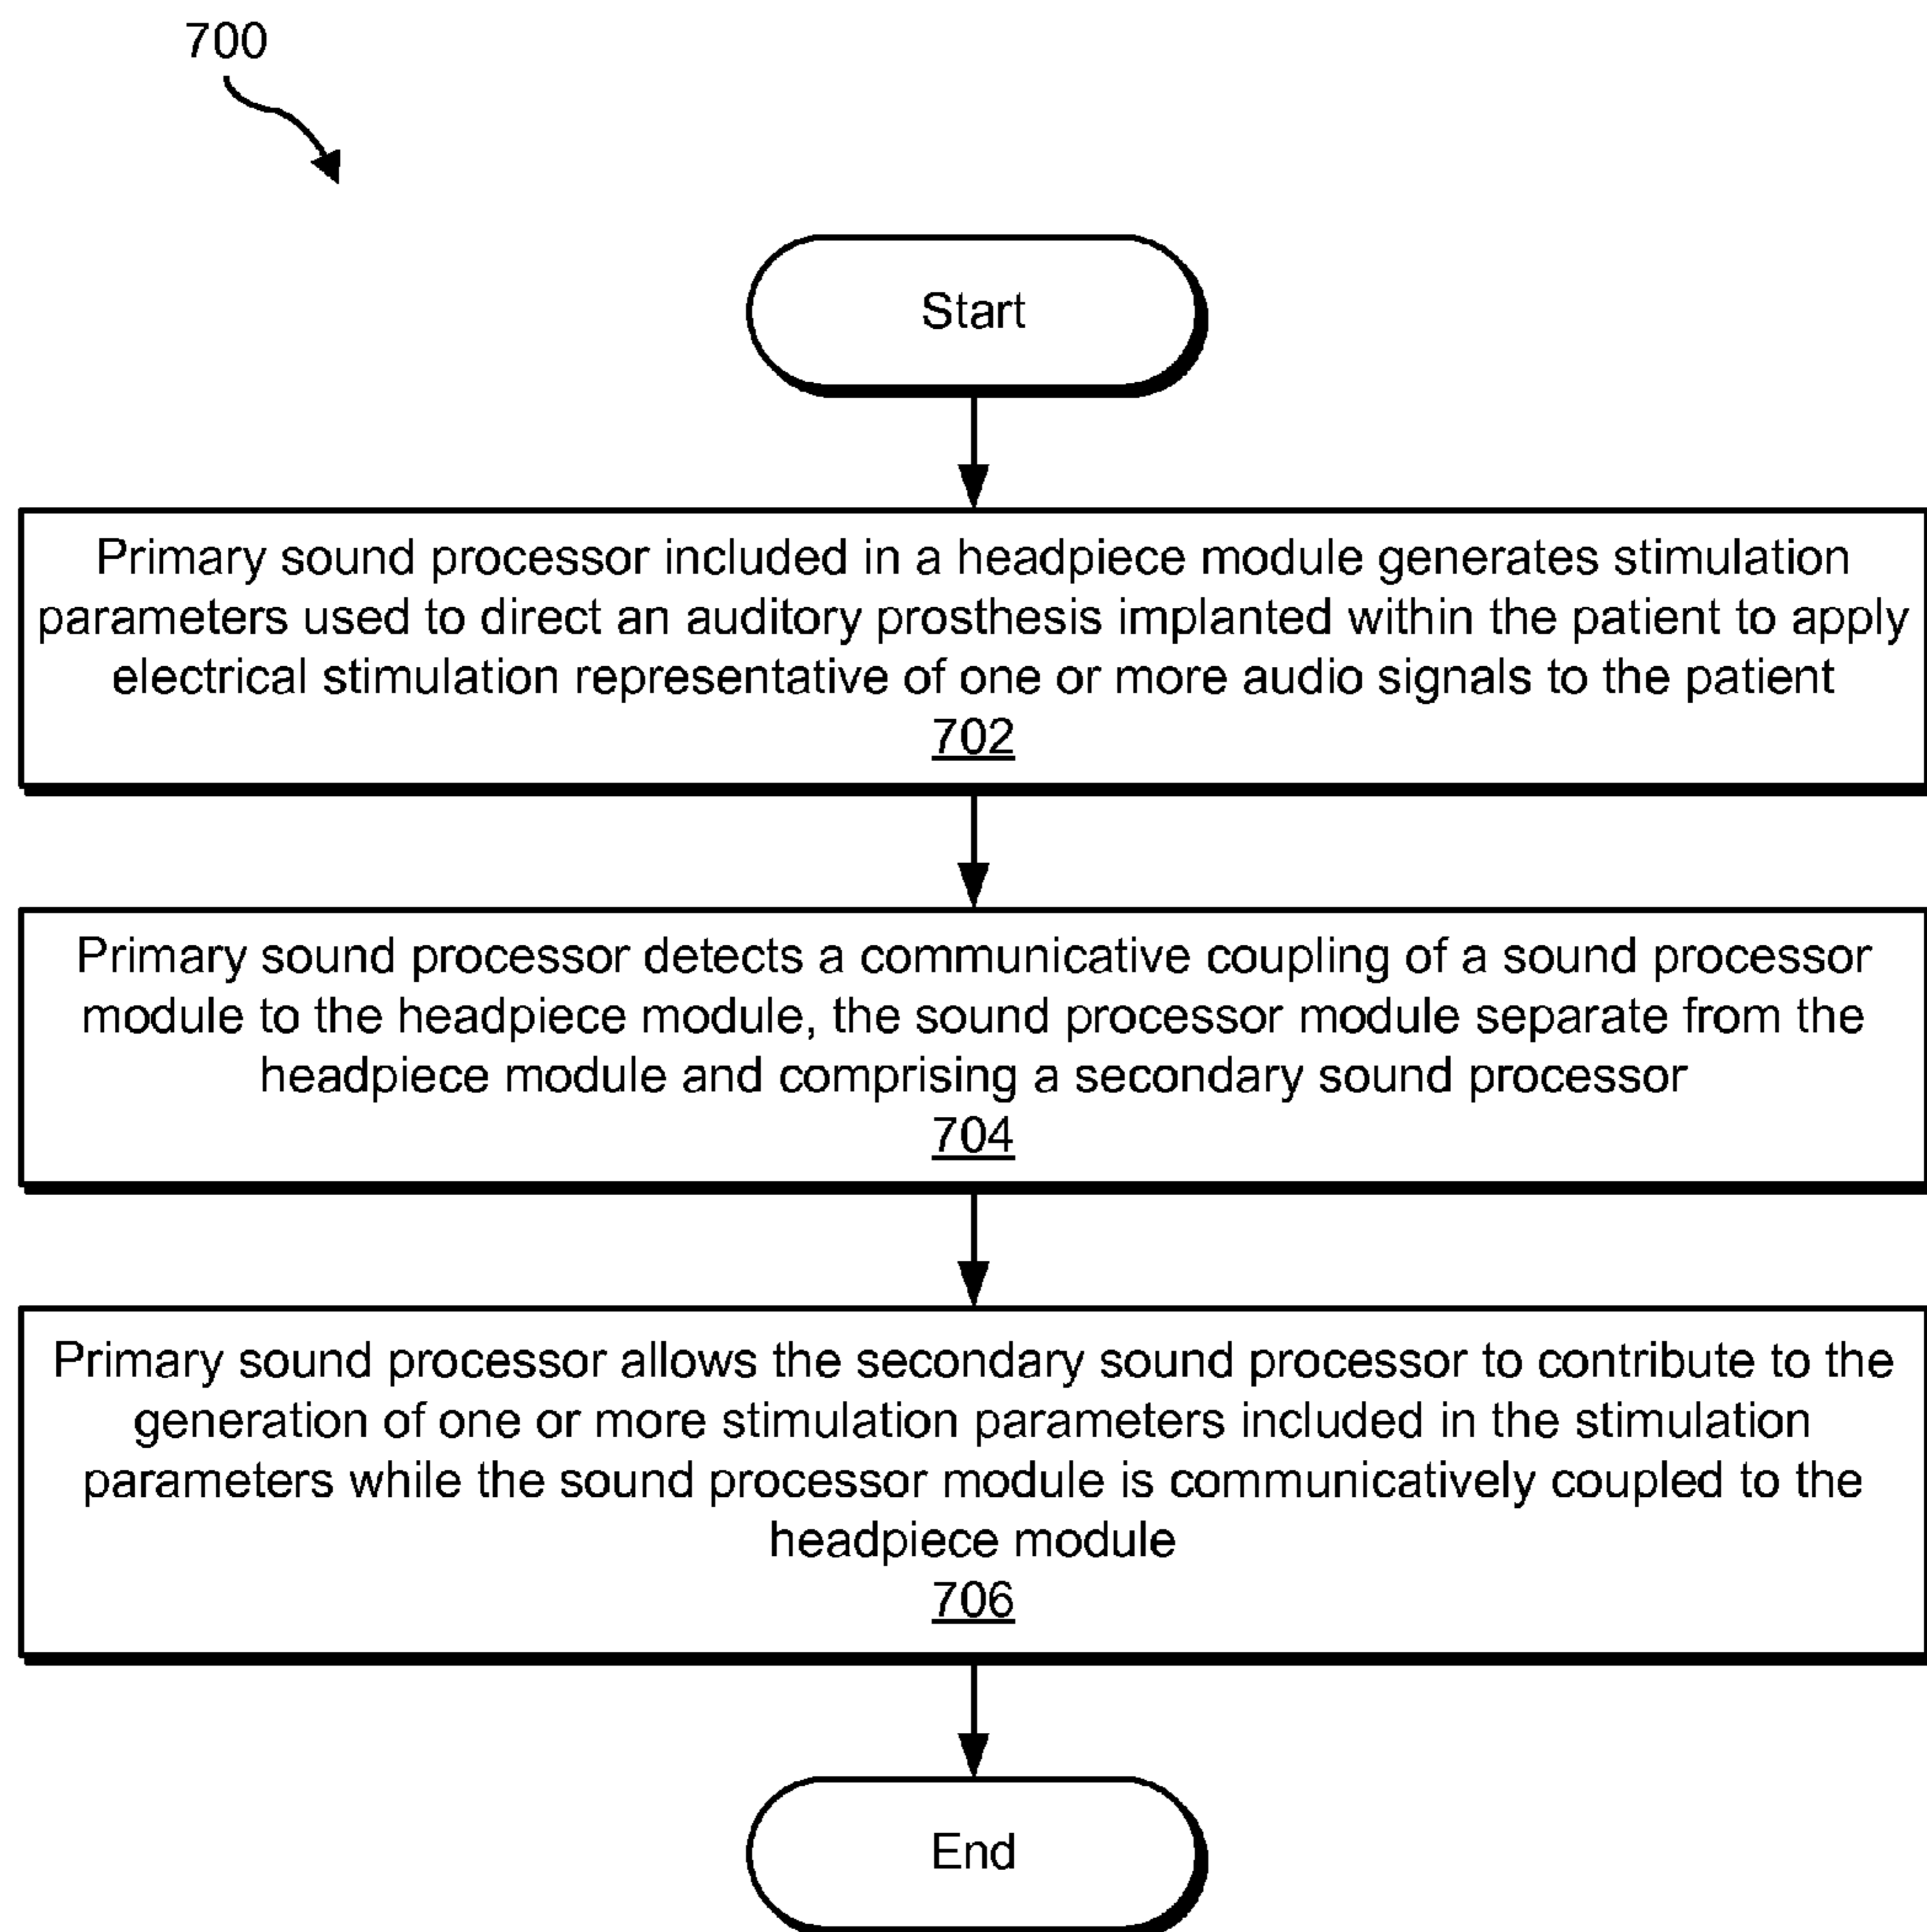 700
Start
Primary sound processor included in a headpiece module generates stimulation
parameters used to direct an auditory prosthesis implanted within the patient to apply
electrical stimulation representative of one or more audio signals to the patient
702
Primary sound processor detects a communicative coupling of a sound processor
module to the headpiece module, the sound processor module separate from the
headpiece module and comprising a secondary sound processor
704
Primary sound processor allows the secondary sound processor to contribute to the
generation of one or more stimulation parameters included in the stimulation
parameters while the sound processor module is communicatively coupled to the
headpiece module
706
End